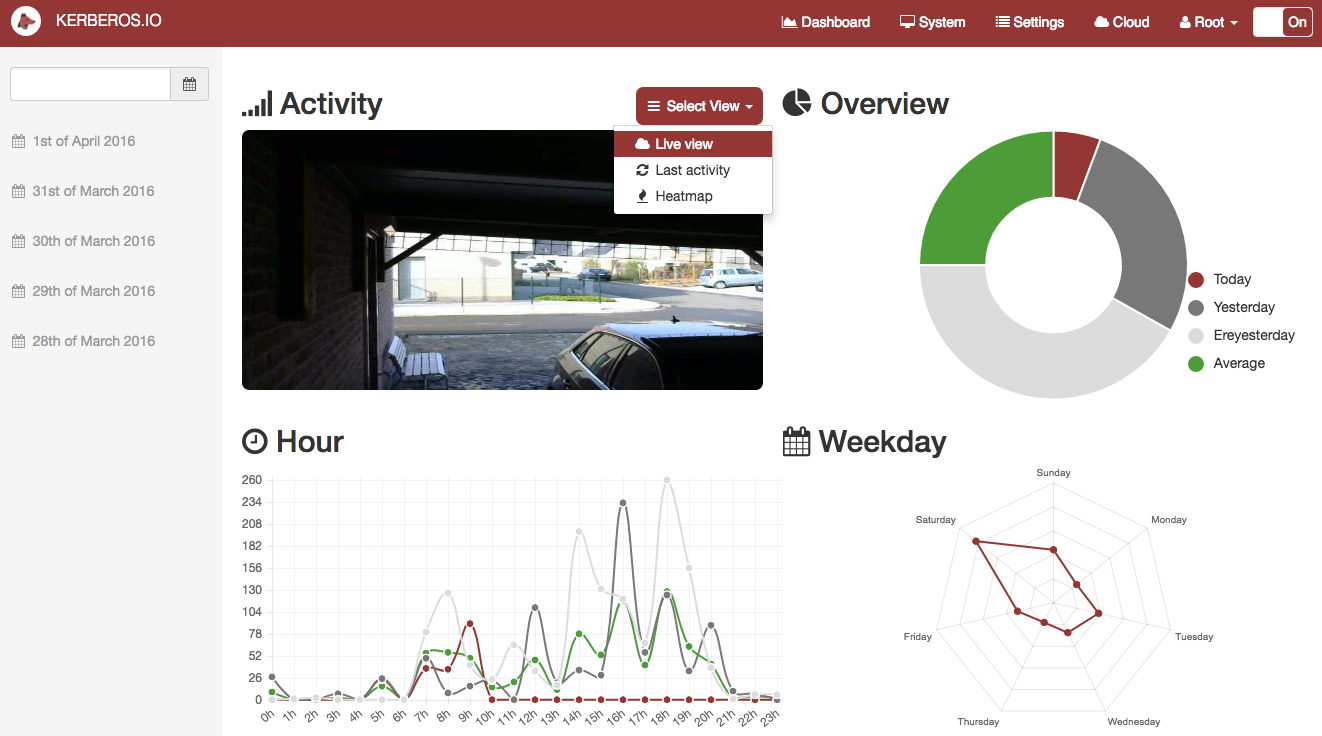 KERBEROS.IO
Dashboard System Settings Cloud Root On
1st of April 2016
31st of March 2016
30th of March 2016
29th of March 2016
28th of March 2016
Activity
Select View
Live view
Last activity
Heatmap
Overview
Today
Yesterday
Ereyesterday
Average
Hour
260
234
208
182
156
130
104
78
52
26
0
0h 1h 2h 3h 4h 5h 6h 7h 8h 9h 10h 11h 12h 13h 14h 15h 16h 17h 18h 19h 20h 21h 22h 23h
Weekday
Sunday
Monday
Tuesday
Wednesday
Thursday
Friday
Saturday